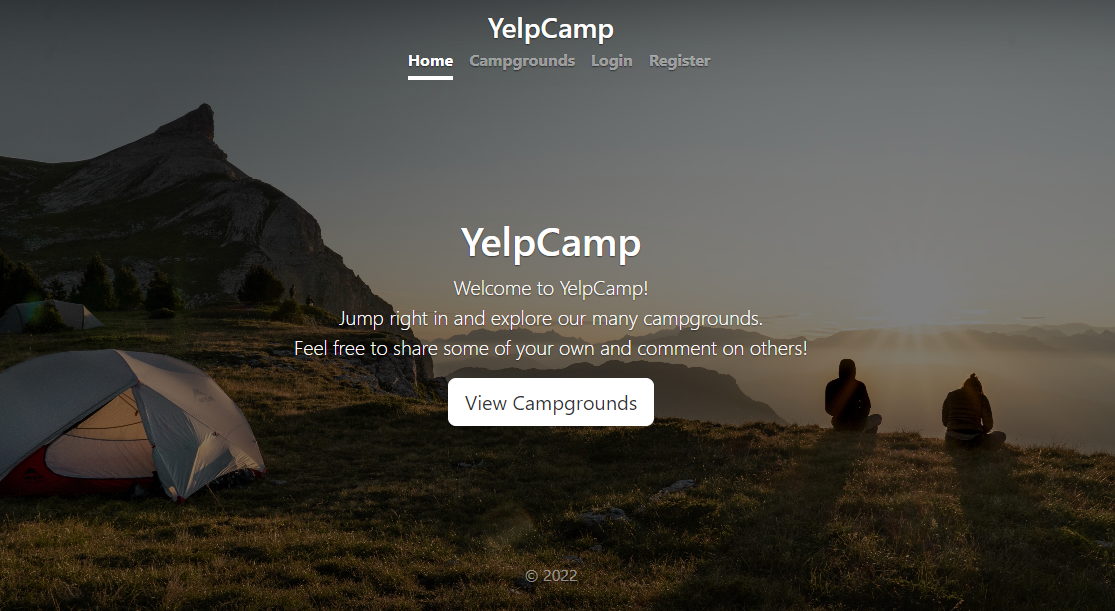 YelpCamp
Home Campgrounds Login Register
YelpCamp
Welcome to YelpCamp!
Jump right in and explore our many campgrounds.
Feel free to share some of your own and comment on others!
View Campgrounds
© 2022